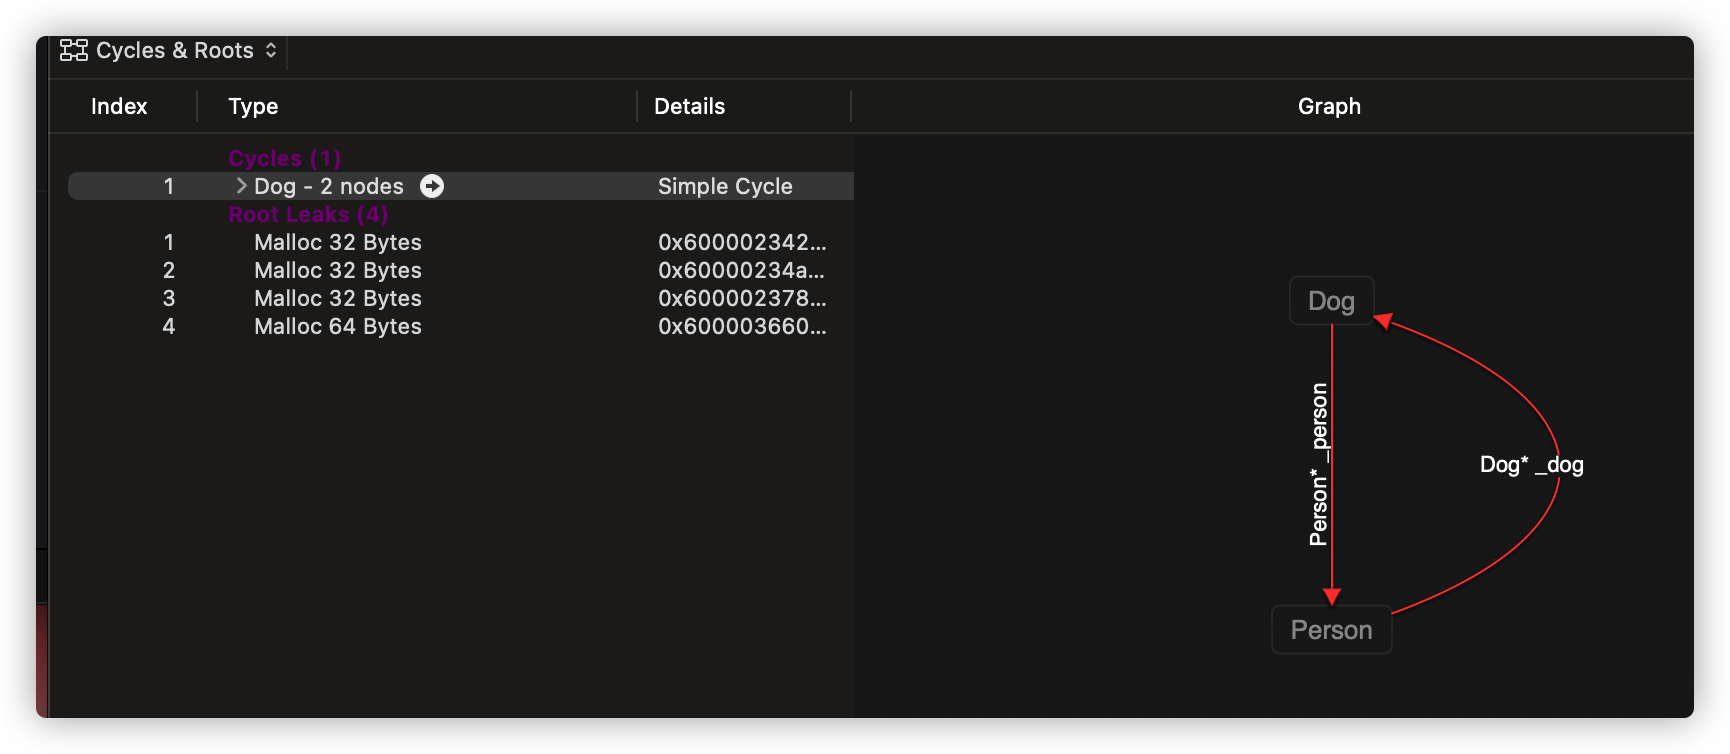 Cycles & Roots
Index Type Details Graph
Cycles (1)
1 Dog - 2 nodes Simple Cycle
Root Leaks (4)
1 Malloc 32 Bytes 0x600002342...
2 Malloc 32 Bytes 0x60000234a...
3 Malloc 32 Bytes 0x600002378...
4 Malloc 64 Bytes 0x600003660...
Dog
Person* _person
Dog* _dog
Person